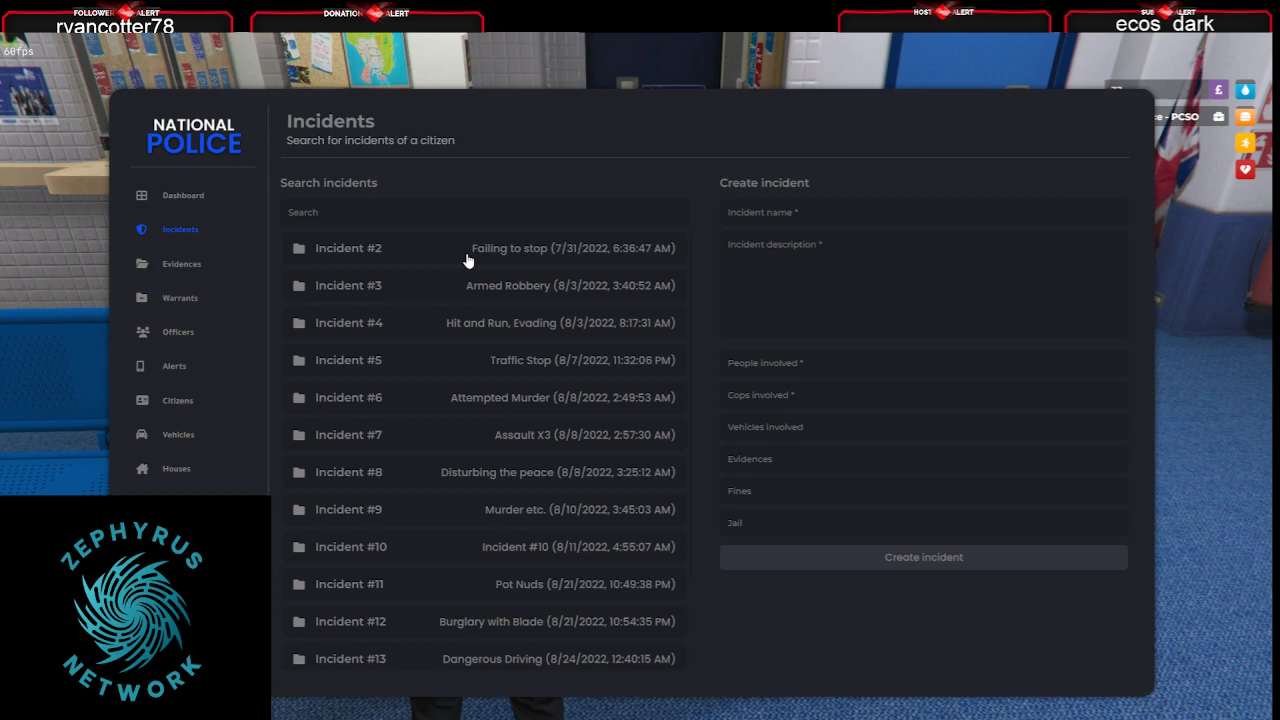 FOLLOWER ALERT
rvancotter78
DONATION ALERT
HOST ALERT
SUB ALERT
ecos_dark
60fps
NATIONAL
POLICE
Dashboard
Incidents
Evidences
Warrants
Officers
Alerts
Citizens
Vehicles
Houses
Incidents
Search for incidents of a citizen
Search incidents
Search
Incident #2 Failing to stop (7/31/2022, 6:36:47 AM)
Incident #3 Armed Robbery (8/3/2022, 3:40:52 AM)
Incident #4 Hit and Run, Evading (8/3/2022, 8:17:31 AM)
Incident #5 Traffic Stop (8/7/2022, 11:32:06 PM)
Incident #6 Attempted Murder (8/8/2022, 2:49:53 AM)
Incident #7 Assault X3 (8/8/2022, 2:57:30 AM)
Incident #8 Disturbing the peace (8/8/2022, 3:25:12 AM)
Incident #9 Murder etc. (8/10/2022, 3:45:03 AM)
Incident #10 Incident #10 (8/11/2022, 4:55:07 AM)
Incident #11 Pot Nuds (8/21/2022, 10:49:38 PM)
Incident #12 Burglary with Blade (8/21/2022, 10:54:35 PM)
Incident #13 Dangerous Driving (8/24/2022, 12:40:15 AM)
Create incident
Incident name *
Incident description *
People involved *
Cops involved *
Vehicles involved
Evidences
Fines
Jail
Create incident
£
ce - PCSO
ZEPHYRUS
NETWORK